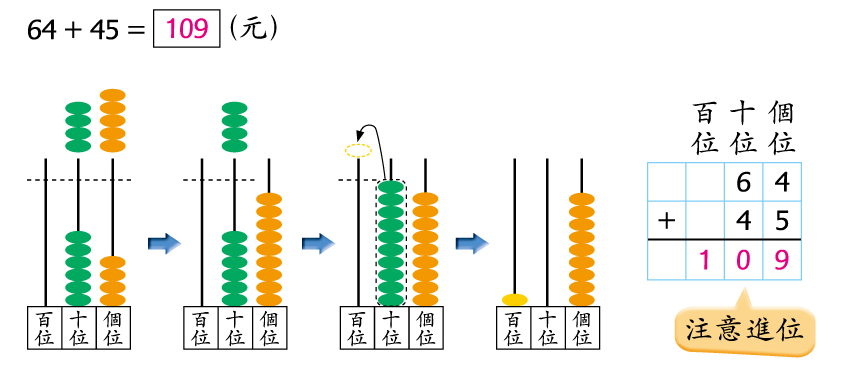 64 + 45 = 109 (元)
百位 十位 個位
百位 十位 個位
百位 十位 個位
百位 十位 個位
百位 十位 個位
6 4
+ 4 5
1 0 9
注意進位